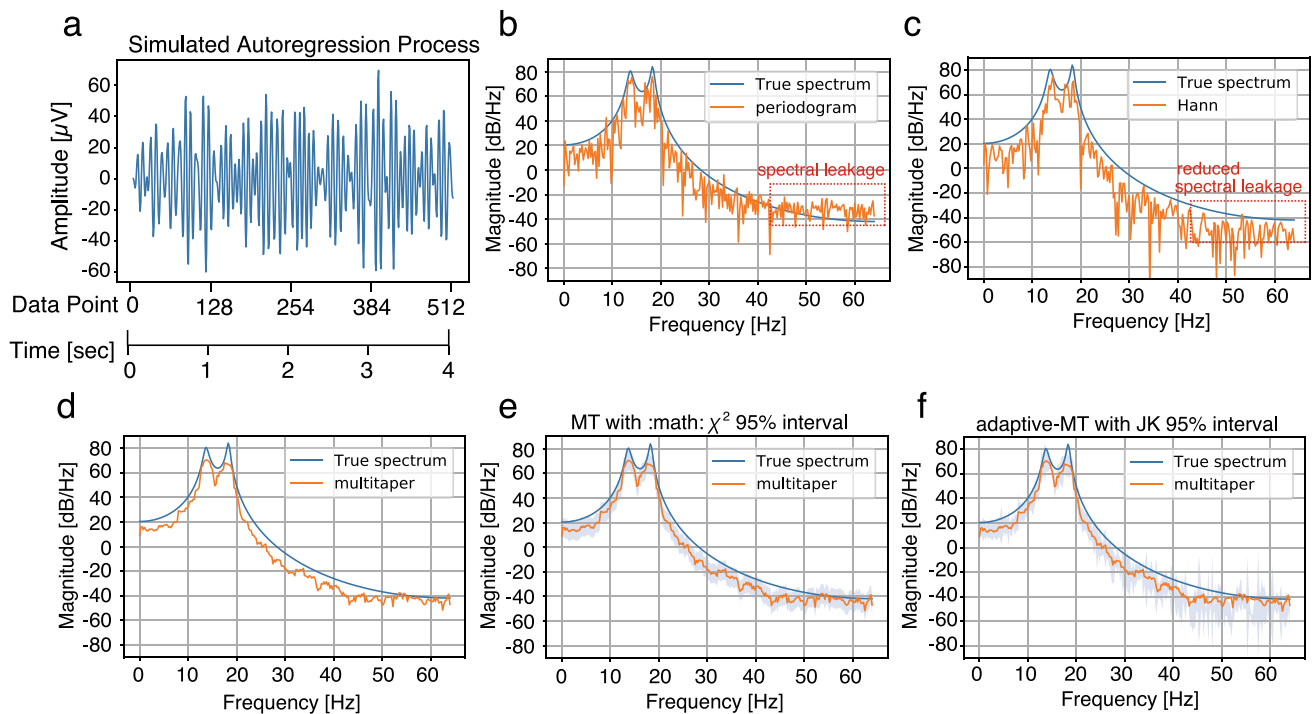 a
Simulated Autoregression Process
Amplitude [µV]
60
40
20
0
-20
-40
-60
Data Point 0 128 254 384 512
Time [sec]
0 1 2 3 4
b
True spectrum
periodogram
spectral leakage
Magnitude [dB/Hz]
80
60
40
20
0
-20
-40
-60
-80
0 10 20 30 40 50 60
Frequency [Hz]
c
True spectrum
Hann
reduced
spectral leakage
Magnitude [dB/Hz]
80
60
40
20
0
-20
-40
-60
-80
0 10 20 30 40 50 60
Frequency [Hz]
d
True spectrum
multitaper
Magnitude [dB/Hz]
80
60
40
20
0
-20
-40
-60
-80
0 10 20 30 40 50 60
Frequency [Hz]
e
MT with :math: χ² 95% interval
True spectrum
multitaper
Magnitude [dB/Hz]
80
60
40
20
0
-20
-40
-60
-80
0 10 20 30 40 50 60
Frequency [Hz]
f
adaptive-MT with JK 95% interval
True spectrum
multitaper
Magnitude [dB/Hz]
80
60
40
20
0
-20
-40
-60
-80
0 10 20 30 40 50 60
Frequency [Hz]